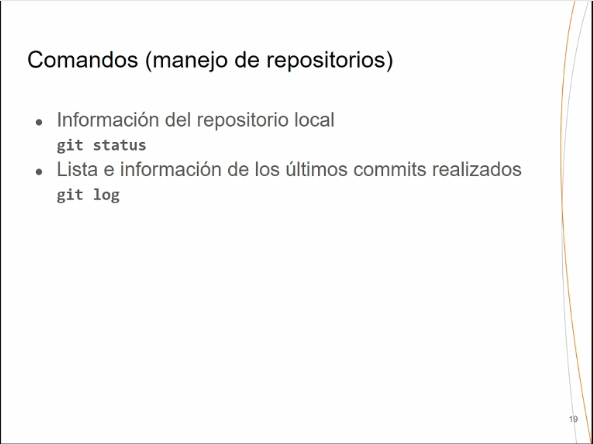 Comandos (manejo de repositorios)
● Información del repositorio local
git status
● Lista e información de los últimos commits realizados
git log
19